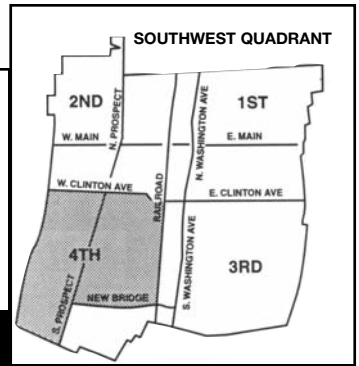 SOUTHWEST QUADRANT
2ND
N. PROSPECT
N. WASHINGTON AVE
1ST
W. MAIN
E. MAIN
W. CLINTON AVE
RAILROAD
E. CLINTON AVE
4TH
S. WASHINGTON AVE
3RD
NEW BRIDGE
S. PROSPECT